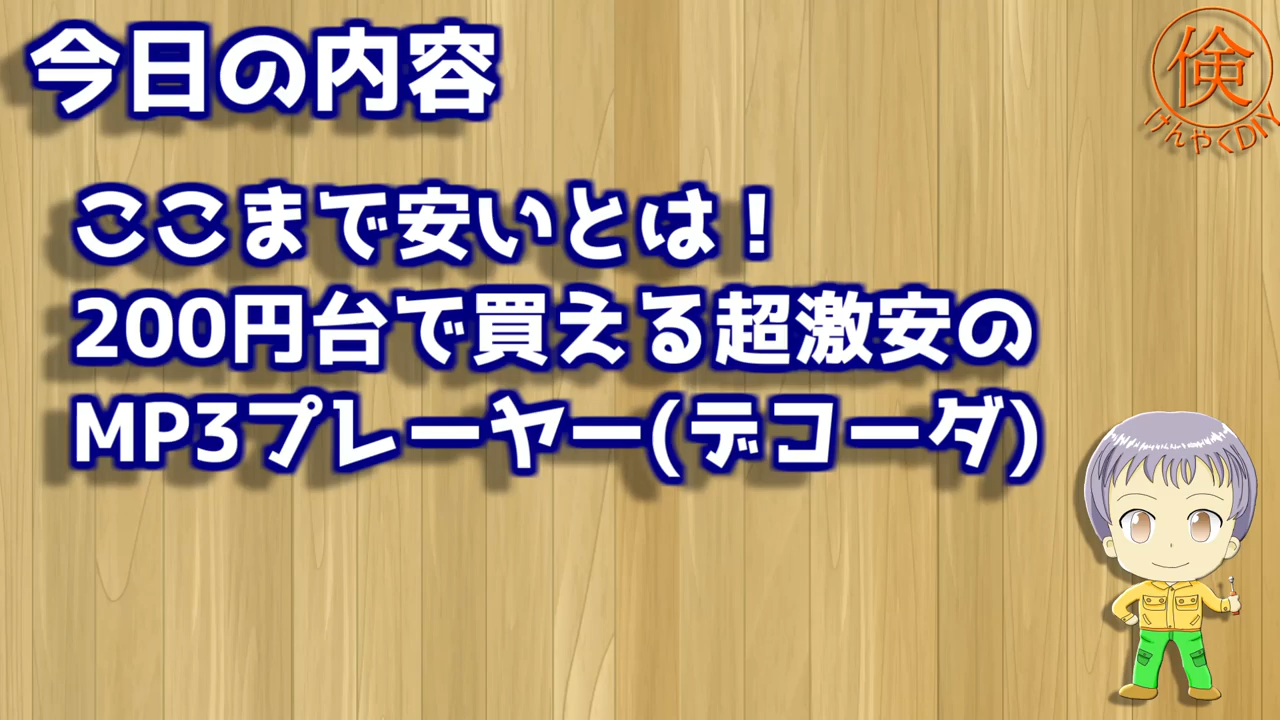 今日の内容
倹
けんやくDIY
ここまで安いとは！
200円台で買える超激安の
MP3プレーヤー(デコーダ)